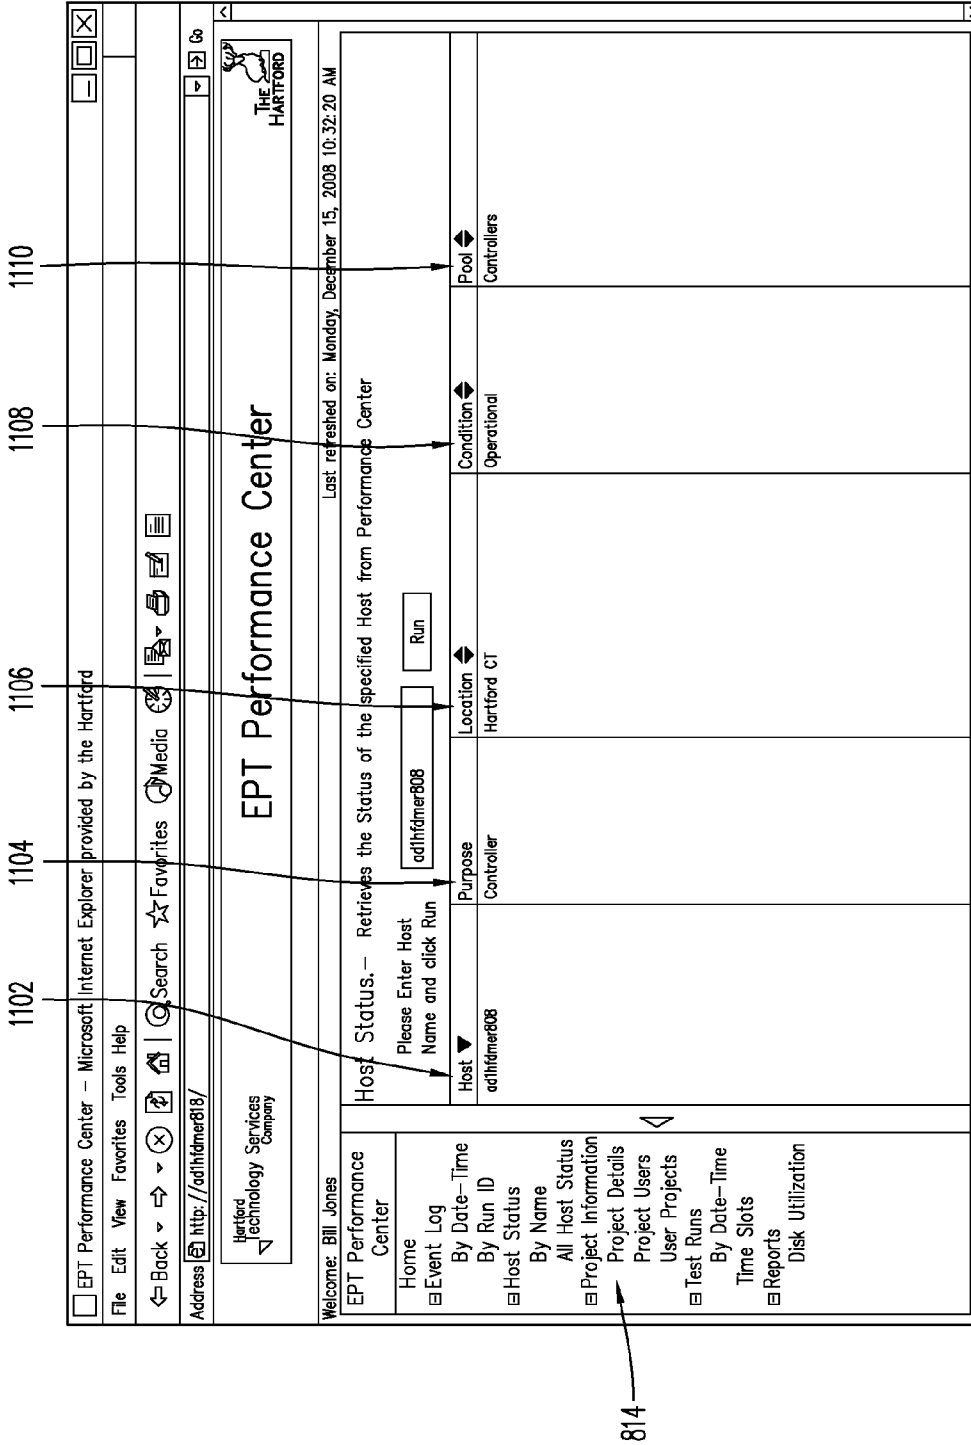 1102
1104
1106
1108
1110
EPT Performance Center – Microsoft Internet Explorer provided by the Hartford
File Edit View Favorites Tools Help
Back Search Favorites Media
Address http://ad1hfdmer818/ Go
Hartford
Technology Services
Company
EPT Performance Center
THE
HARTFORD
Welcome: Bill Jones
Last refreshed on: Monday, December 15, 2008 10:32:20 AM
EPT Performance
Center
Home
Event Log
By Date–Time
By Run ID
Host Status
By Name
All Host Status
Project Information
Project Details
Project Users
User Projects
Test Runs
By Date–Time
Time Slots
Reports
Disk Utilization
814
Host Status.– Retrieves the Status of the specified Host from Performance Center
Please Enter Host
Name and click Run
ad1hfdmer808
Run
Host Purpose Location Condition Pool
ad1hfdmer808 Controller Hartford CT Operational Controllers